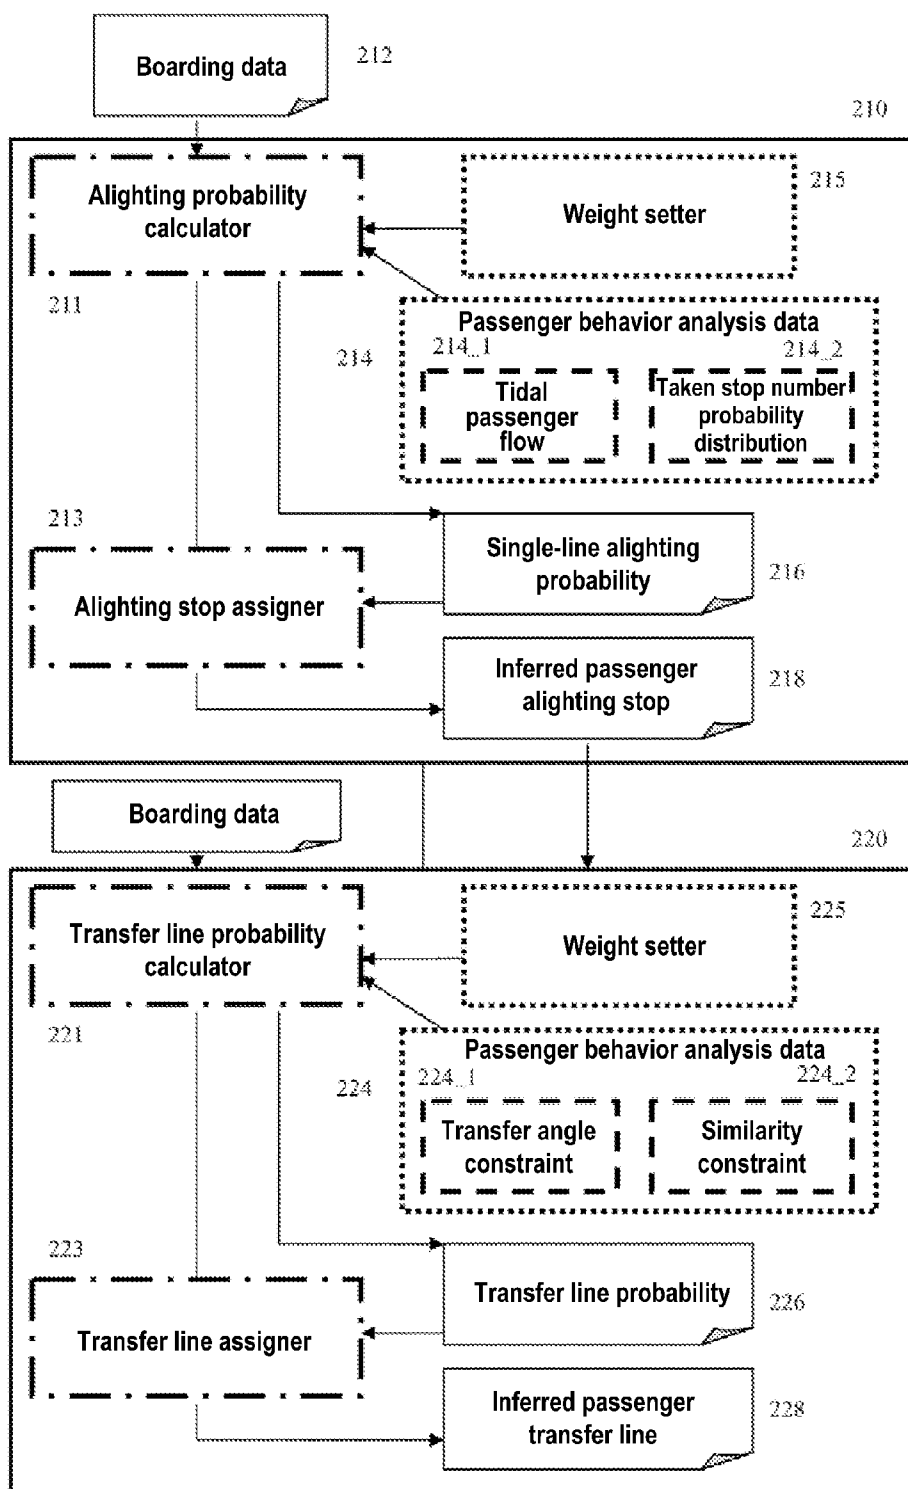 Boarding data
212
210
Alighting probability
calculator
211
Weight setter
215
Passenger behavior analysis data
214
214_1
214_2
Tidal
passenger
flow
Taken stop number
probability
distribution
213
Alighting stop assigner
Single-line alighting
probability
216
Inferred passenger
alighting stop
218
Boarding data
220
Transfer line probability
calculator
221
Weight setter
225
Passenger behavior analysis data
224
224_1
224_2
Transfer angle
constraint
Similarity
constraint
223
Transfer line assigner
Transfer line probability
226
Inferred passenger
transfer line
228